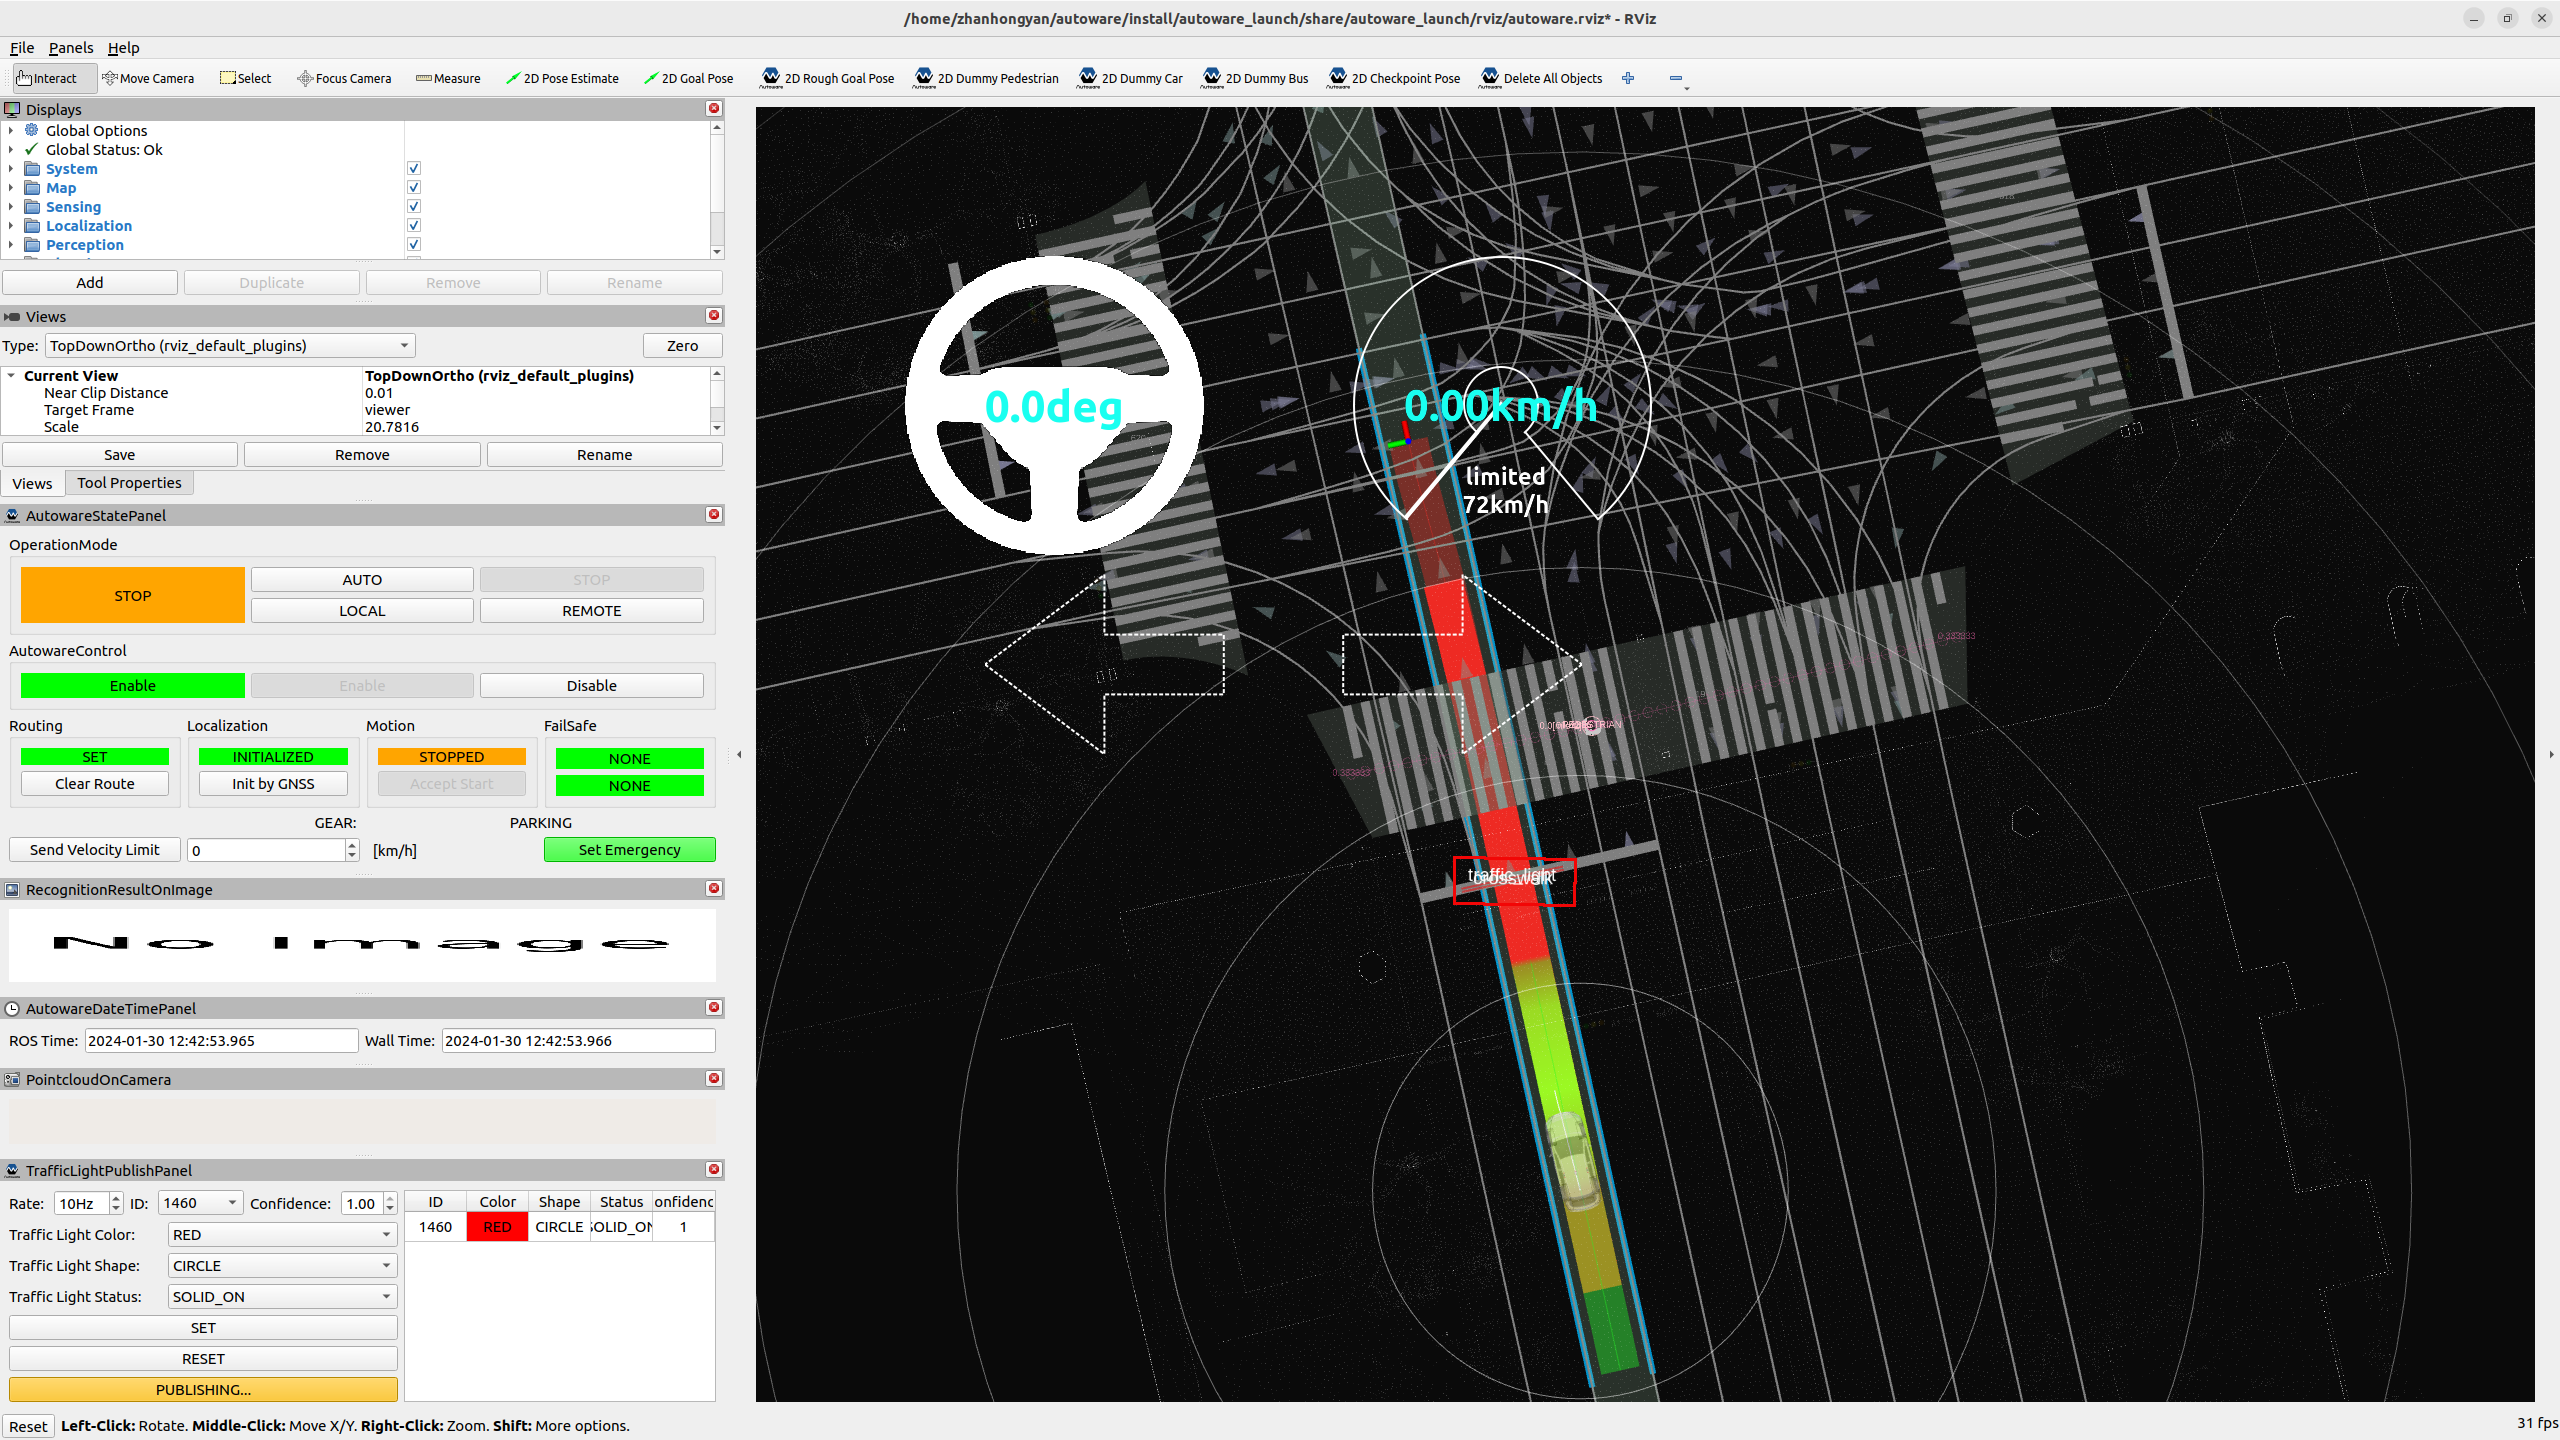 /home/zhanhongyan/autoware/install/autoware_launch/share/autoware_launch/rviz/autoware.rviz* - RViz
File Panels Help
Interact Move Camera Select Focus Camera Measure 2D Pose Estimate 2D Goal Pose 2D Rough Goal Pose 2D Dummy Pedestrian 2D Dummy Car 2D Dummy Bus 2D Checkpoint Pose Delete All Objects
Displays
Global Options
Global Status: Ok
System
Map
Sensing
Localization
Perception
Add Duplicate Remove Rename
Views
Type: TopDownOrtho (rviz_default_plugins) Zero
Current View TopDownOrtho (rviz_default_plugins)
Near Clip Distance 0.01
Target Frame viewer
Scale 20.7816
Save Remove Rename
Views Tool Properties
AutowareStatePanel
OperationMode
STOP AUTO STOP
LOCAL REMOTE
AutowareControl
Enable Enable Disable
Routing Localization Motion FailSafe
SET INITIALIZED STOPPED NONE
Clear Route Init by GNSS Accept Start NONE
GEAR: PARKING
Send Velocity Limit 0 [km/h] Set Emergency
RecognitionResultOnImage
No Image
AutowareDateTimePanel
ROS Time: 2024-01-30 12:42:53.965 Wall Time: 2024-01-30 12:42:53.966
PointcloudOnCamera
TrafficLightPublishPanel
Rate: 10Hz ID: 1460 Confidence: 1.00
Traffic Light Color: RED
Traffic Light Shape: CIRCLE
Traffic Light Status: SOLID_ON
SET
RESET
PUBLISHING...
ID Color Shape Status onfidenc
1460 RED CIRCLE SOLID_ON 1
Reset Left-Click: Rotate. Middle-Click: Move X/Y. Right-Click: Zoom. Shift: More options.
31 fps
0.0deg
0.00km/h
limited
72km/h
0.333333
0.333333
traffic_light
crosswalk